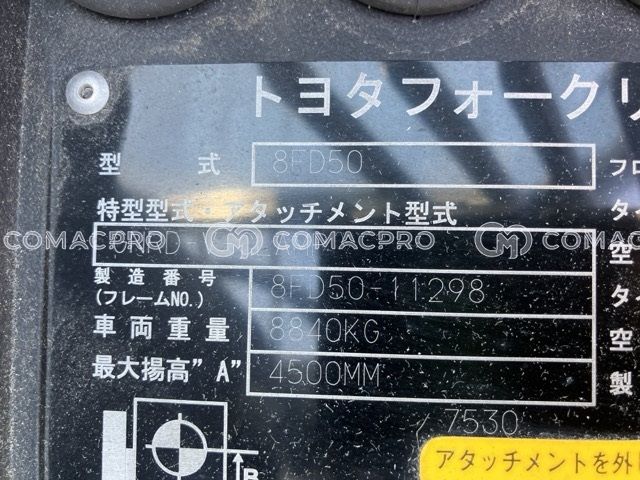 トヨタフォークリ
型 式 8FD50 フロ
特型型式・アタッチメント型式 ター
COMACPRO COMACPRO COMACPRO 空
製造番号 8FD50-11298 タ
(フレームNO.)
車両重量 8840KG 空
最大揚高"A" 4500MM 製
7530
B
アタッチメントを外